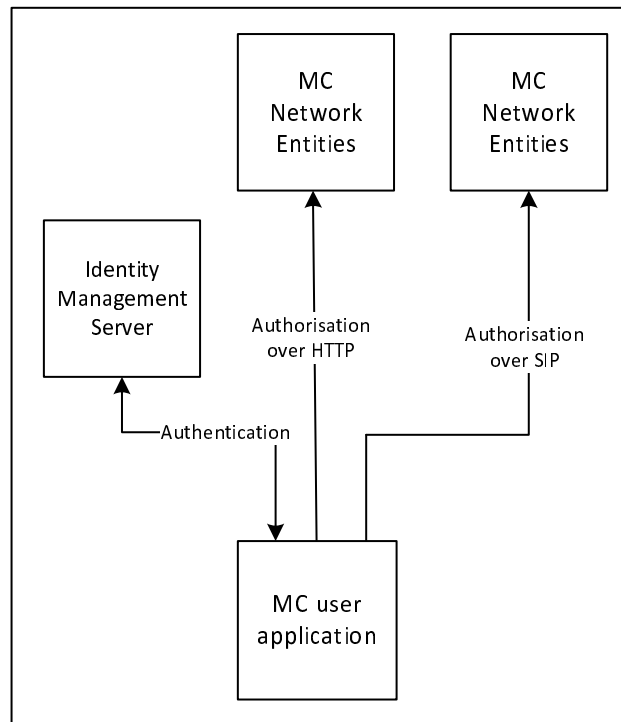 MC
Network
Entities
MC
Network
Entities
Identity
Management
Server
Authorisation
over HTTP
Authorisation
over SIP
Authentication
MC user
application